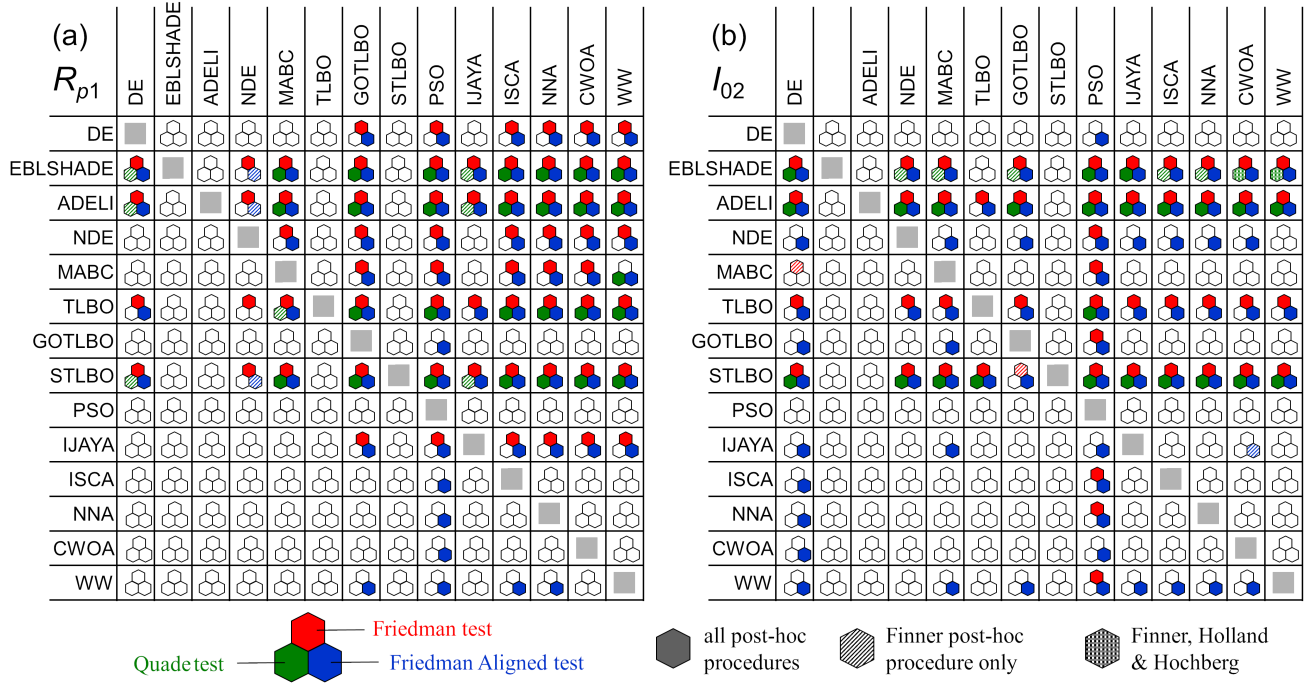 (a)
R_p1
DE
EBLSHADE
ADELI
NDE
MABC
TLBO
GOTLBO
STLBO
PSO
IJAYA
ISCA
NNA
CWOA
WW
DE
EBLSHADE
ADELI
NDE
MABC
TLBO
GOTLBO
STLBO
PSO
IJAYA
ISCA
NNA
CWOA
WW
(b)
I_02
DE
ADELI
NDE
MABC
TLBO
GOTLBO
STLBO
PSO
IJAYA
ISCA
NNA
CWOA
WW
DE
EBLSHADE
ADELI
NDE
MABC
TLBO
GOTLBO
STLBO
PSO
IJAYA
ISCA
NNA
CWOA
WW
Friedman test
Quade test
Friedman Aligned test
all post-hoc
procedures
Finner post-hoc
procedure only
Finner, Holland
& Hochberg